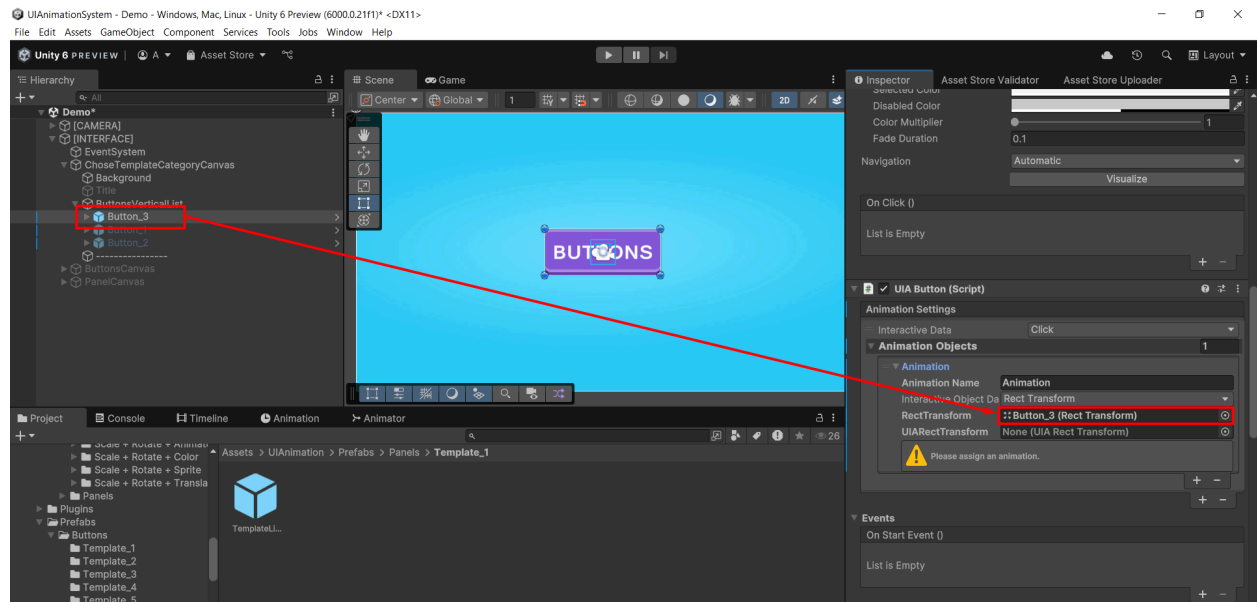 UIAnimationSystem - Demo - Windows, Mac, Linux - Unity 6 Preview (6000.0.21f1)* <DX11>
File Edit Assets GameObject Component Services Tools Jobs Window Help
Unity 6 PREVIEW A Asset Store Layout
Hierarchy
All
Demo*
[CAMERA]
[INTERFACE]
EventSystem
ChoseTemplateCategoryCanvas
Background
Title
ButtonsVerticalList
Button_3
Button_1
Button_2
----------------
ButtonsCanvas
PanelCanvas
Scene Game
Center Global 1 2D
BUTTONS
Inspector Asset Store Validator Asset Store Uploader
Selected Color
Disabled Color
Color Multiplier 1
Fade Duration 0.1
Navigation Automatic
Visualize
On Click ()
List is Empty
UIA Button (Script)
Animation Settings
Interactive Data Click
Animation Objects 1
Animation
Animation Name Animation
Interactive Object Da Rect Transform
RectTransform Button_3 (Rect Transform)
UIARectTransform None (UIA Rect Transform)
Please assign an animation.
Events
On Start Event ()
List is Empty
Project Console Timeline Animation Animator
26
Scale + Rotate + Animati
Scale + Rotate + Color
Scale + Rotate + Sprite
Scale + Rotate + Transla
Panels
Plugins
Prefabs
Buttons
Template_1
Template_2
Template_3
Template_4
Template_5
Assets > UIAnimation > Prefabs > Panels > Template_1
TemplateLi...